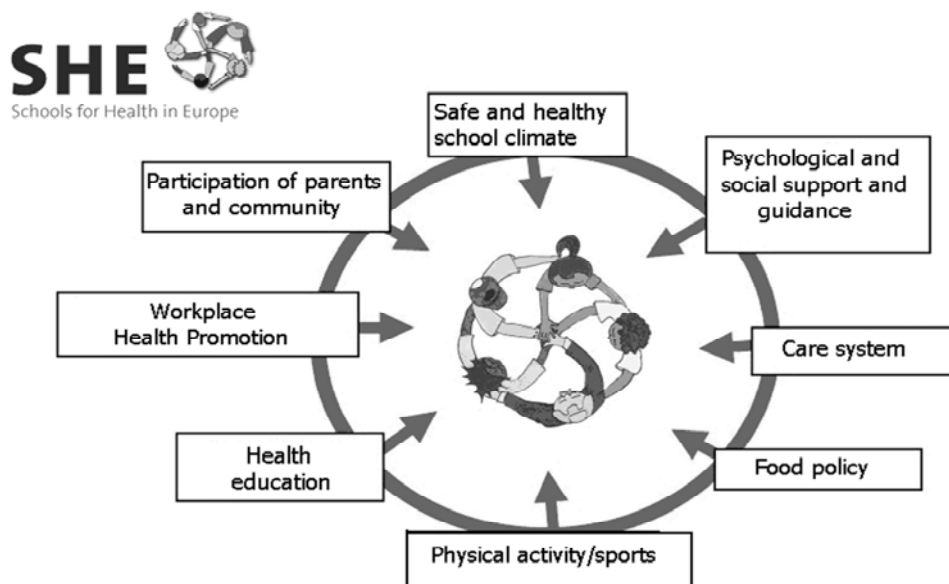 SHE
Schools for Health in Europe
Safe and healthy
school climate
Psychological and
social support and
guidance
Care system
Food policy
Physical activity/sports
Health
education
Workplace
Health Promotion
Participation of parents
and community